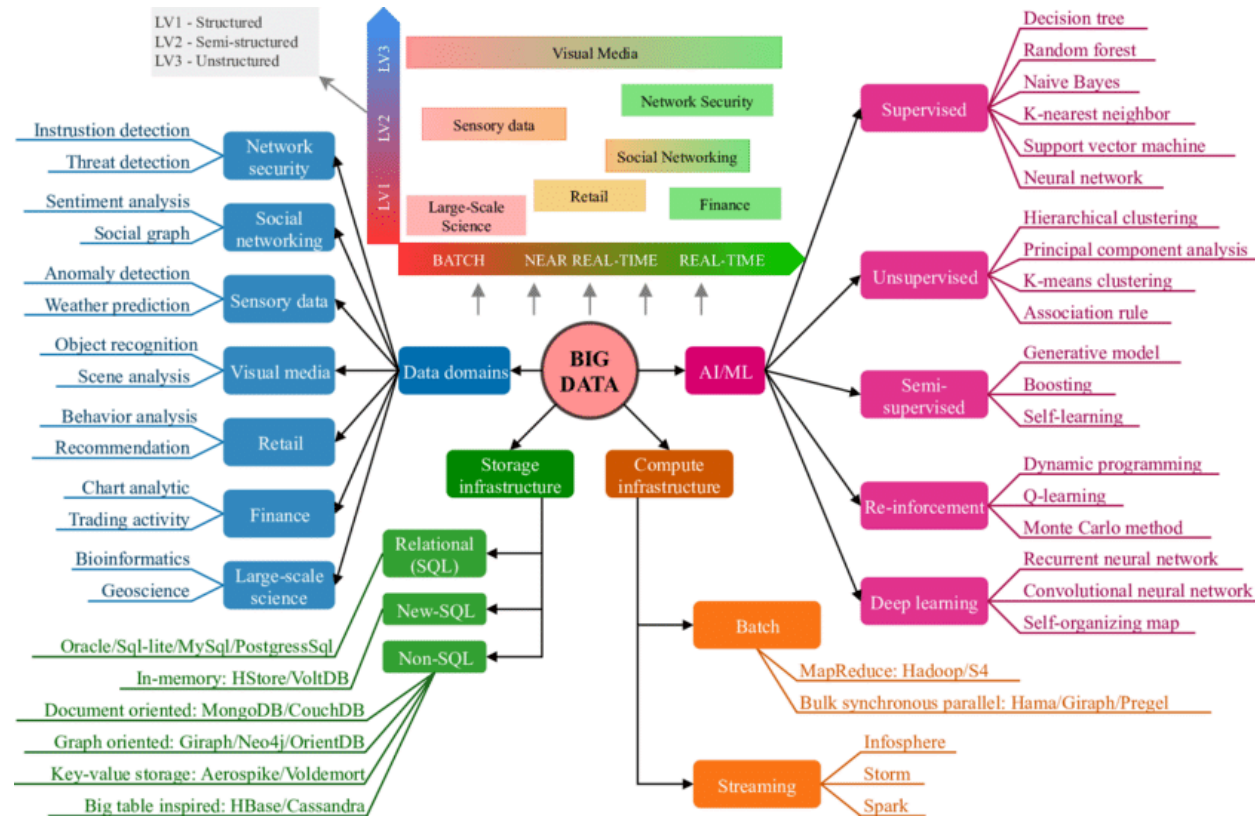 LV1 - Structured
LV2 - Semi-structured
LV3 - Unstructured
LV3
LV2
LV1
Visual Media
Network Security
Sensory data
Social Networking
Retail
Large-Scale
Science
Finance
BATCH
NEAR REAL-TIME
REAL-TIME
BIG
DATA
Data domains
Network
security
Instrustion detection
Threat detection
Social
networking
Sentiment analysis
Social graph
Sensory data
Anomaly detection
Weather prediction
Visual media
Object recognition
Scene analysis
Retail
Behavior analysis
Recommendation
Finance
Chart analytic
Trading activity
Large-scale
science
Bioinformatics
Geoscience
Storage
infrastructure
Relational
(SQL)
Oracle/Sql-lite/MySql/PostgressSql
New-SQL
In-memory: HStore/VoltDB
Non-SQL
Document oriented: MongoDB/CouchDB
Graph oriented: Giraph/Neo4j/OrientDB
Key-value storage: Aerospike/Voldemort
Big table inspired: HBase/Cassandra
Compute
infrastructure
Batch
MapReduce: Hadoop/S4
Bulk synchronous parallel: Hama/Giraph/Pregel
Streaming
Infosphere
Storm
Spark
AI/ML
Supervised
Decision tree
Random forest
Naive Bayes
K-nearest neighbor
Support vector machine
Neural network
Unsupervised
Hierarchical clustering
Principal component analysis
K-means clustering
Association rule
Semi-
supervised
Generative model
Boosting
Self-learning
Re-inforcement
Dynamic programming
Q-learning
Monte Carlo method
Deep learning
Recurrent neural network
Convolutional neural network
Self-organizing map